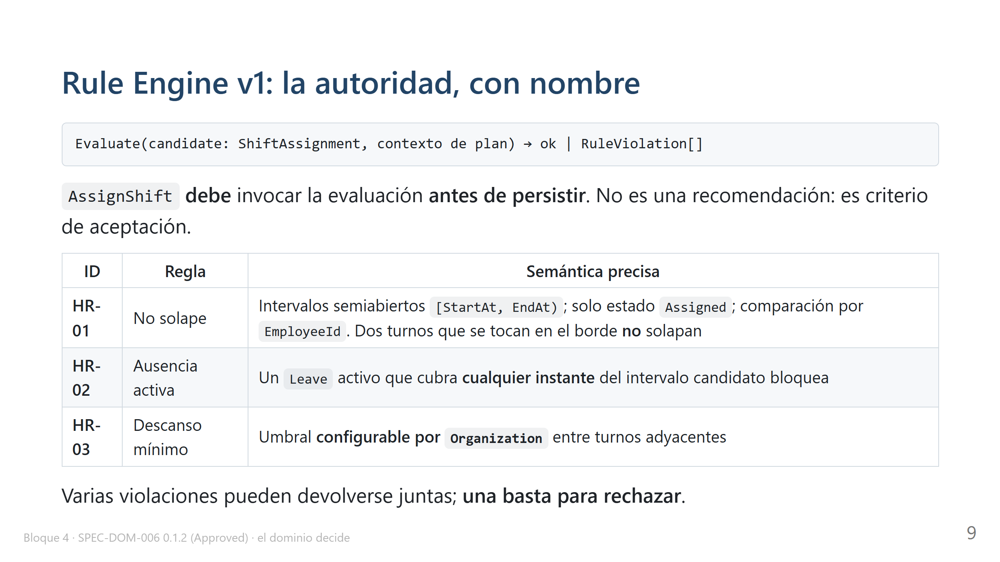 Rule Engine v1: la autoridad, con nombre
Evaluate(candidate: ShiftAssignment, contexto de plan) → ok | RuleViolation[]
AssignShift debe invocar la evaluación antes de persistir. No es una recomendación: es criterio
de aceptación.
ID Regla Semántica precisa
HR-
01
No solape
Intervalos semiabiertos [StartAt, EndAt); solo estado Assigned; comparación por
EmployeeId. Dos turnos que se tocan en el borde no solapan
HR-
02
Ausencia
activa
Un Leave activo que cubra cualquier instante del intervalo candidato bloquea
HR-
03
Descanso
mínimo
Umbral configurable por Organization entre turnos adyacentes
Varias violaciones pueden devolverse juntas; una basta para rechazar.
Bloque 4 · SPEC-DOM-006 0.1.2 (Approved) · el dominio decide
9